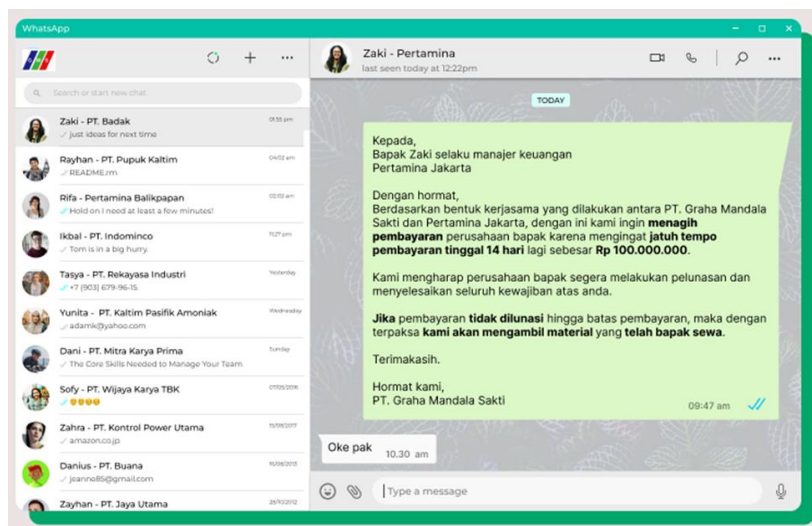 WhatsApp
Search or start new chat
Zaki - PT. Badak
01:55 pm
just ideas for next time
Rayhan - PT. Pupuk Kaltim
04:02 am
README.rm
Rifa - Pertamina Balikpapan
02:02 am
Hold on I need at least a few minutes!
Ikbal - PT. Indominco
11:27 pm
Tom is in a big hurry.
Tasya - PT. Rekayasa Industri
Yesterday
+7 (903) 679-96-15
Yunita - PT. Kaltim Pasifik Amoniak
Wednesday
adamk@yahoo.com
Dani - PT. Mitra Karya Prima
Sunday
The Core Skills Needed to Manage Your Team
Sofy - PT. Wijaya Karya TBK
Zahra - PT. Kontrol Power Utama
amazon.co.jp
Danius - PT. Buana
jeanne85@gmail.com
Zayhan - PT. Jaya Utama
28/10/2012
Zaki - Pertamina
last seen today at 12:22pm
TODAY
Kepada,
Bapak Zaki selaku manajer keuangan
Pertamina Jakarta
Dengan hormat,
Berdasarkan bentuk kerjasama yang dilakukan antara PT. Graha Mandala
Sakti dan Pertamina Jakarta, dengan ini kami ingin menagih
pembayaran perusahaan bapak karena mengingat jatuh tempo
pembayaran tinggal 14 hari lagi sebesar Rp 100.000.000.
Kami mengharap perusahaan bapak segera melakukan pelunasan dan
menyelesaikan seluruh kewajiban atas anda.
Jika pembayaran tidak dilunasi hingga batas pembayaran, maka dengan
terpaksa kami akan mengambil material yang telah bapak sewa.
Terimakasih.
Hormat kami,
PT. Graha Mandala Sakti
09:47 am
Oke pak
10.30 am
Type a message